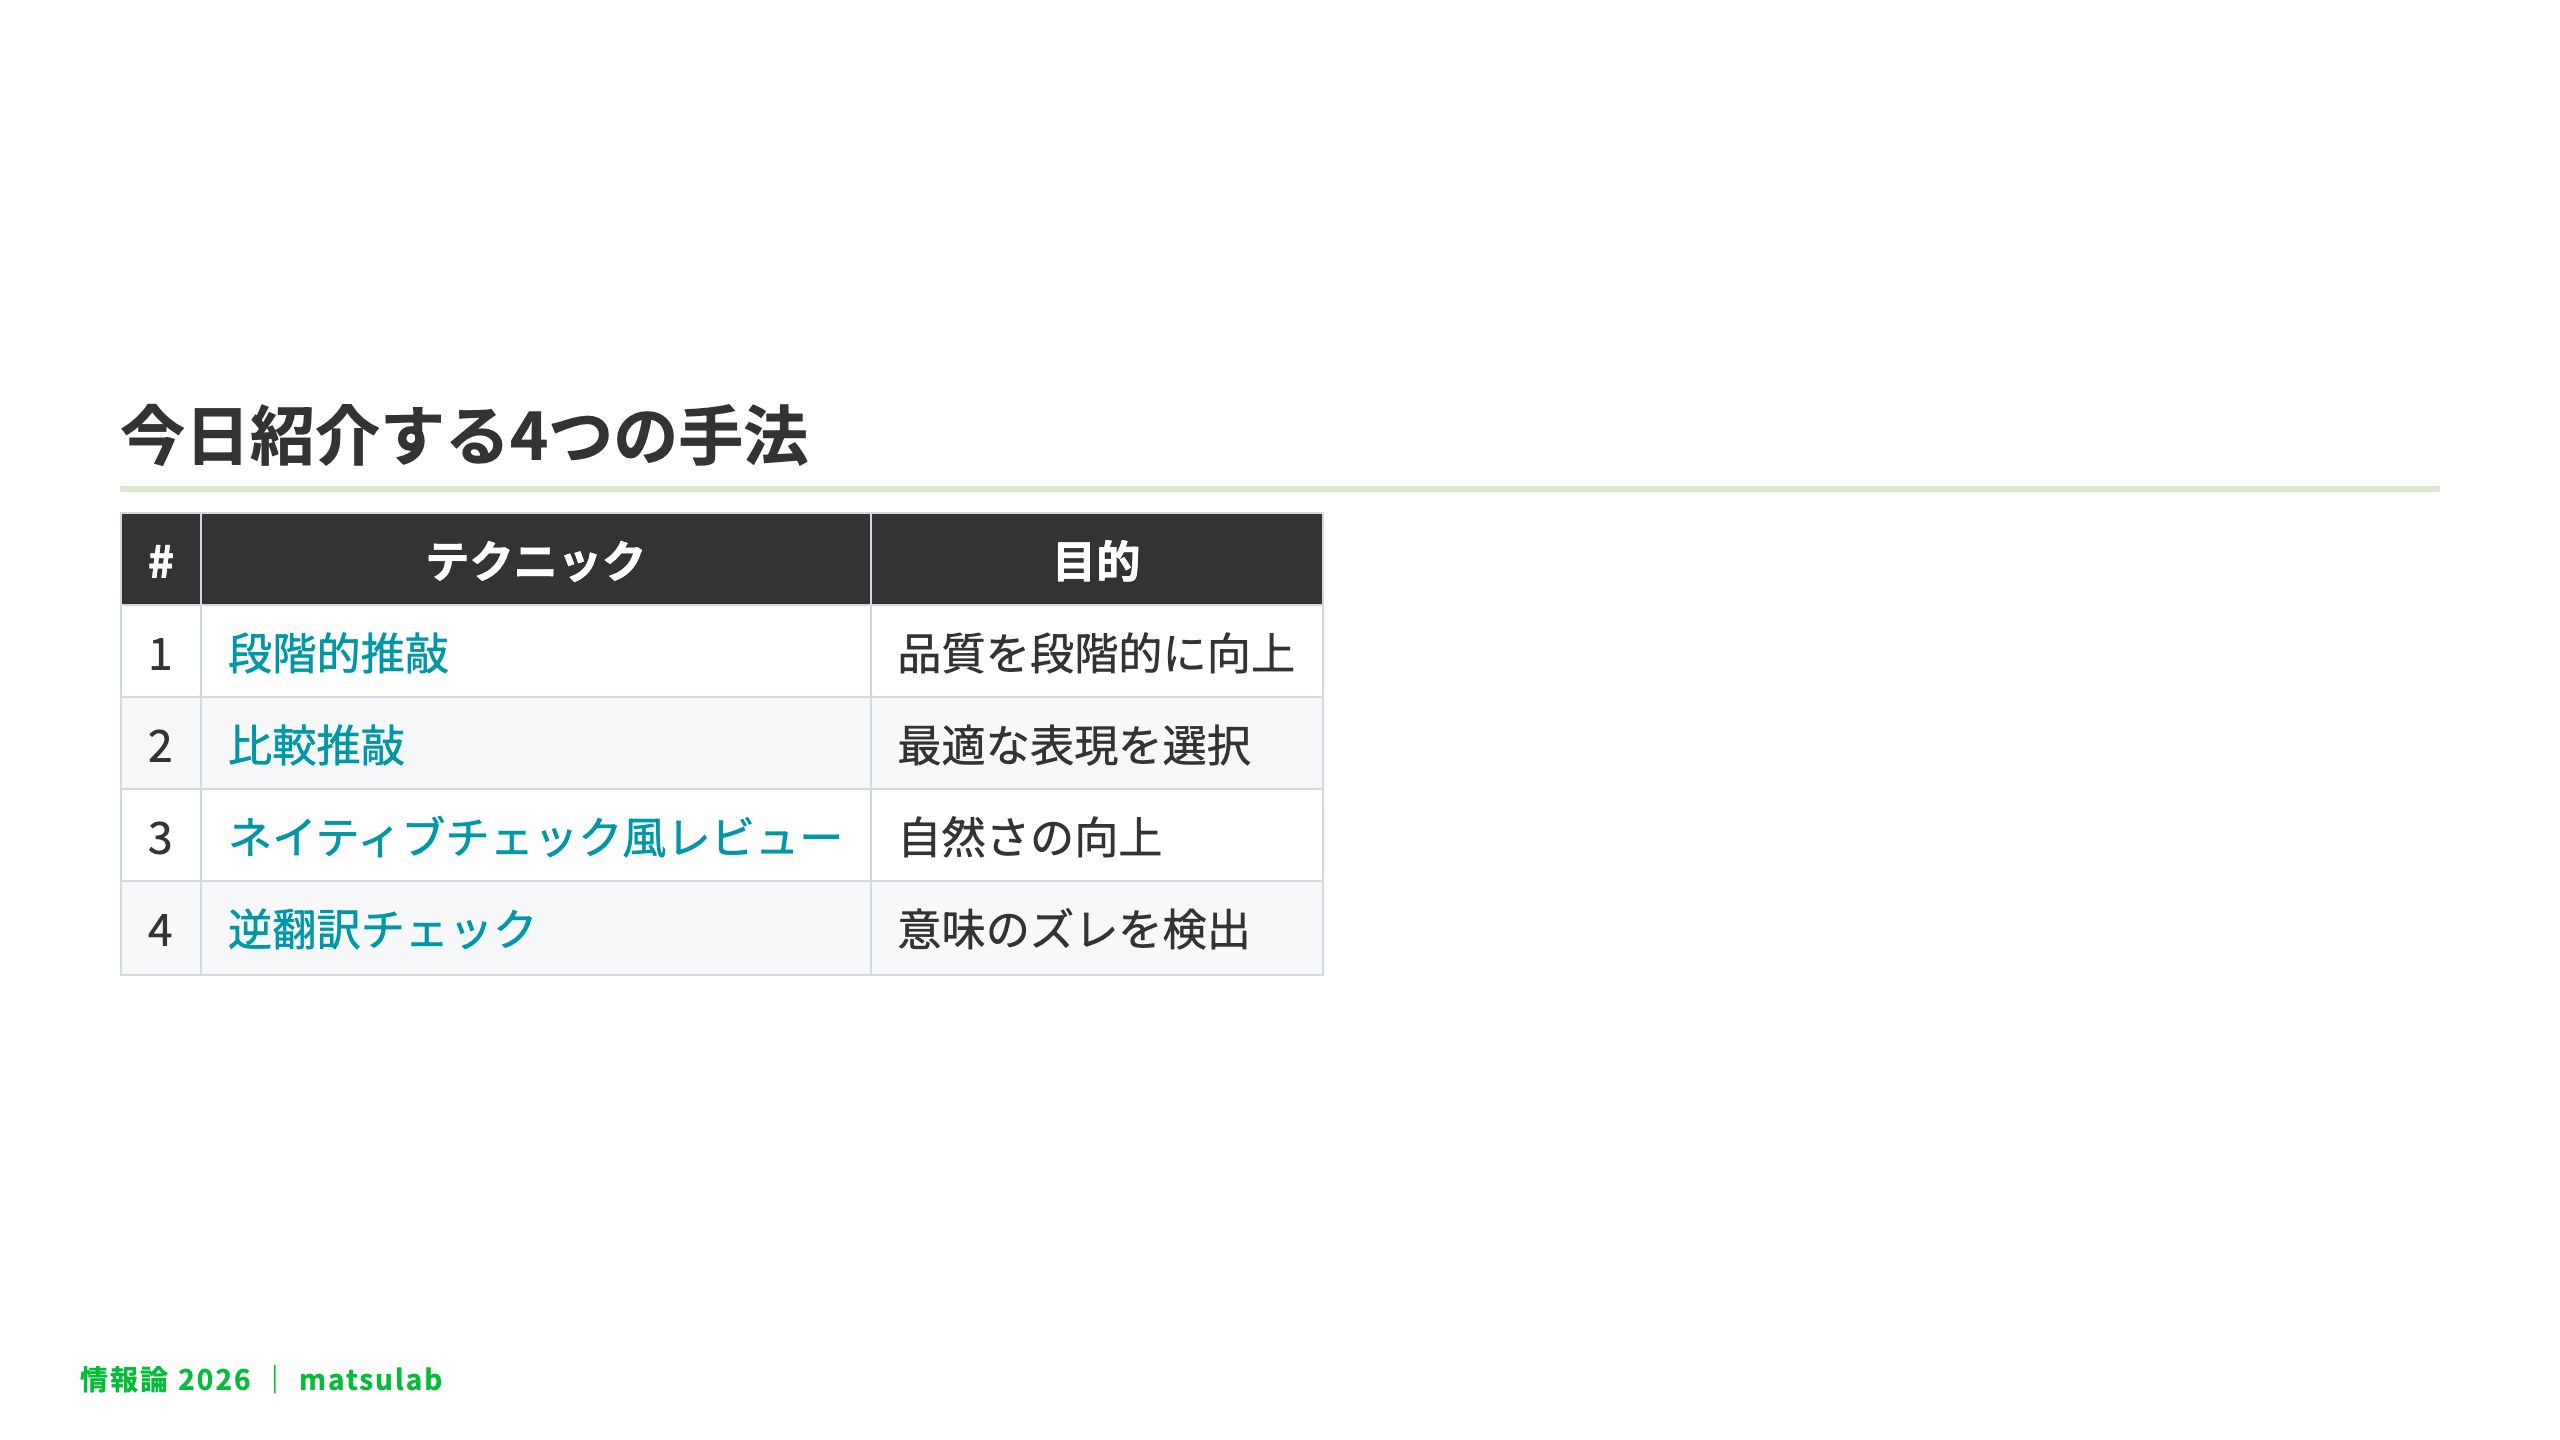 今日紹介する4つの手法
# テクニック 目的
1 段階的推敲 品質を段階的に向上
2 比較推敲 最適な表現を選択
3 ネイティブチェック風レビュー 自然さの向上
4 逆翻訳チェック 意味のズレを検出
情報論 2026 | matsulab